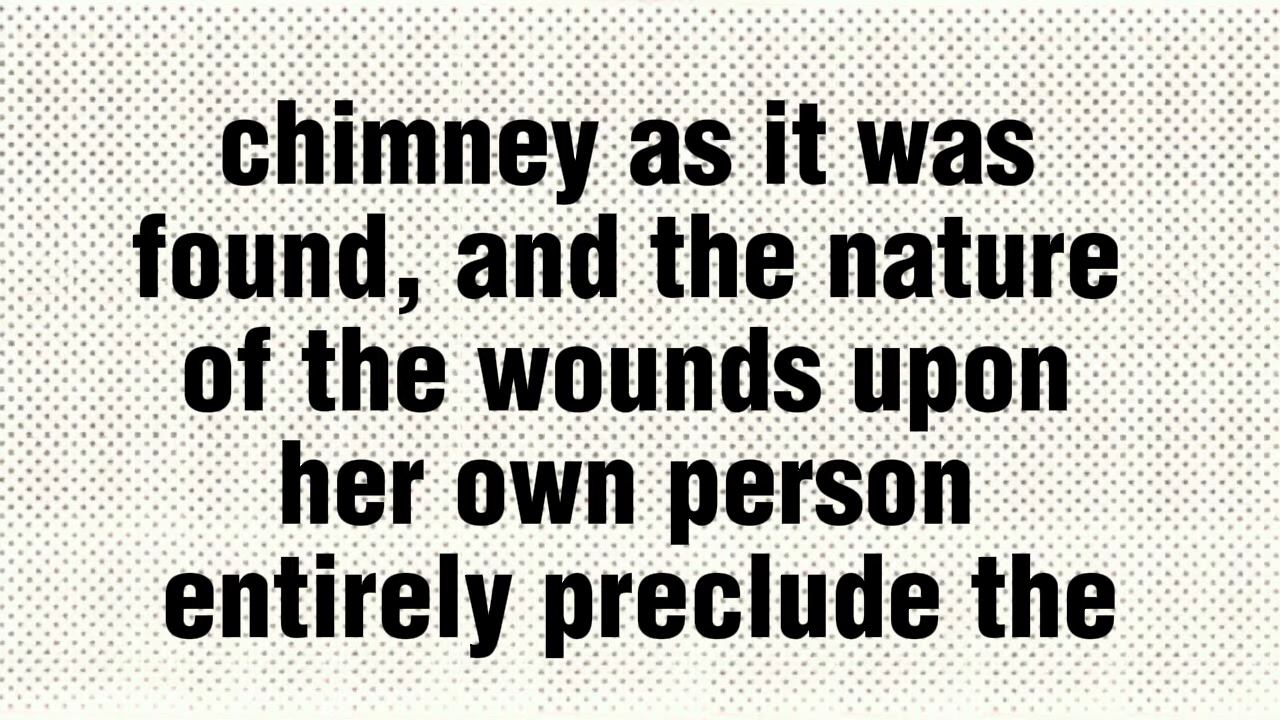 chimney as it was
found, and the nature
of the wounds upon
her own person
entirely preclude the